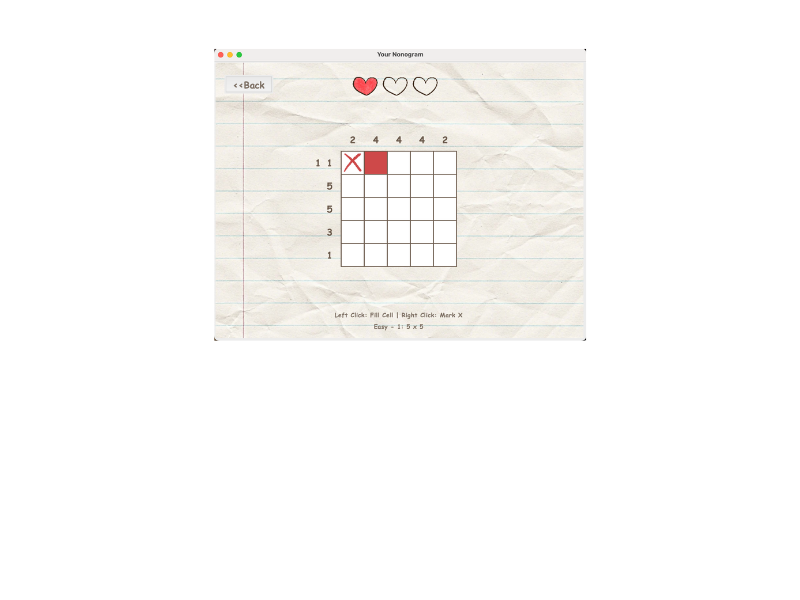 Your Nonogram
<<Back
2 4 4 4 2
1 1
5
5
3
1
Left Click: Fill Cell | Right Click: Mark X
Easy - 1: 5 x 5